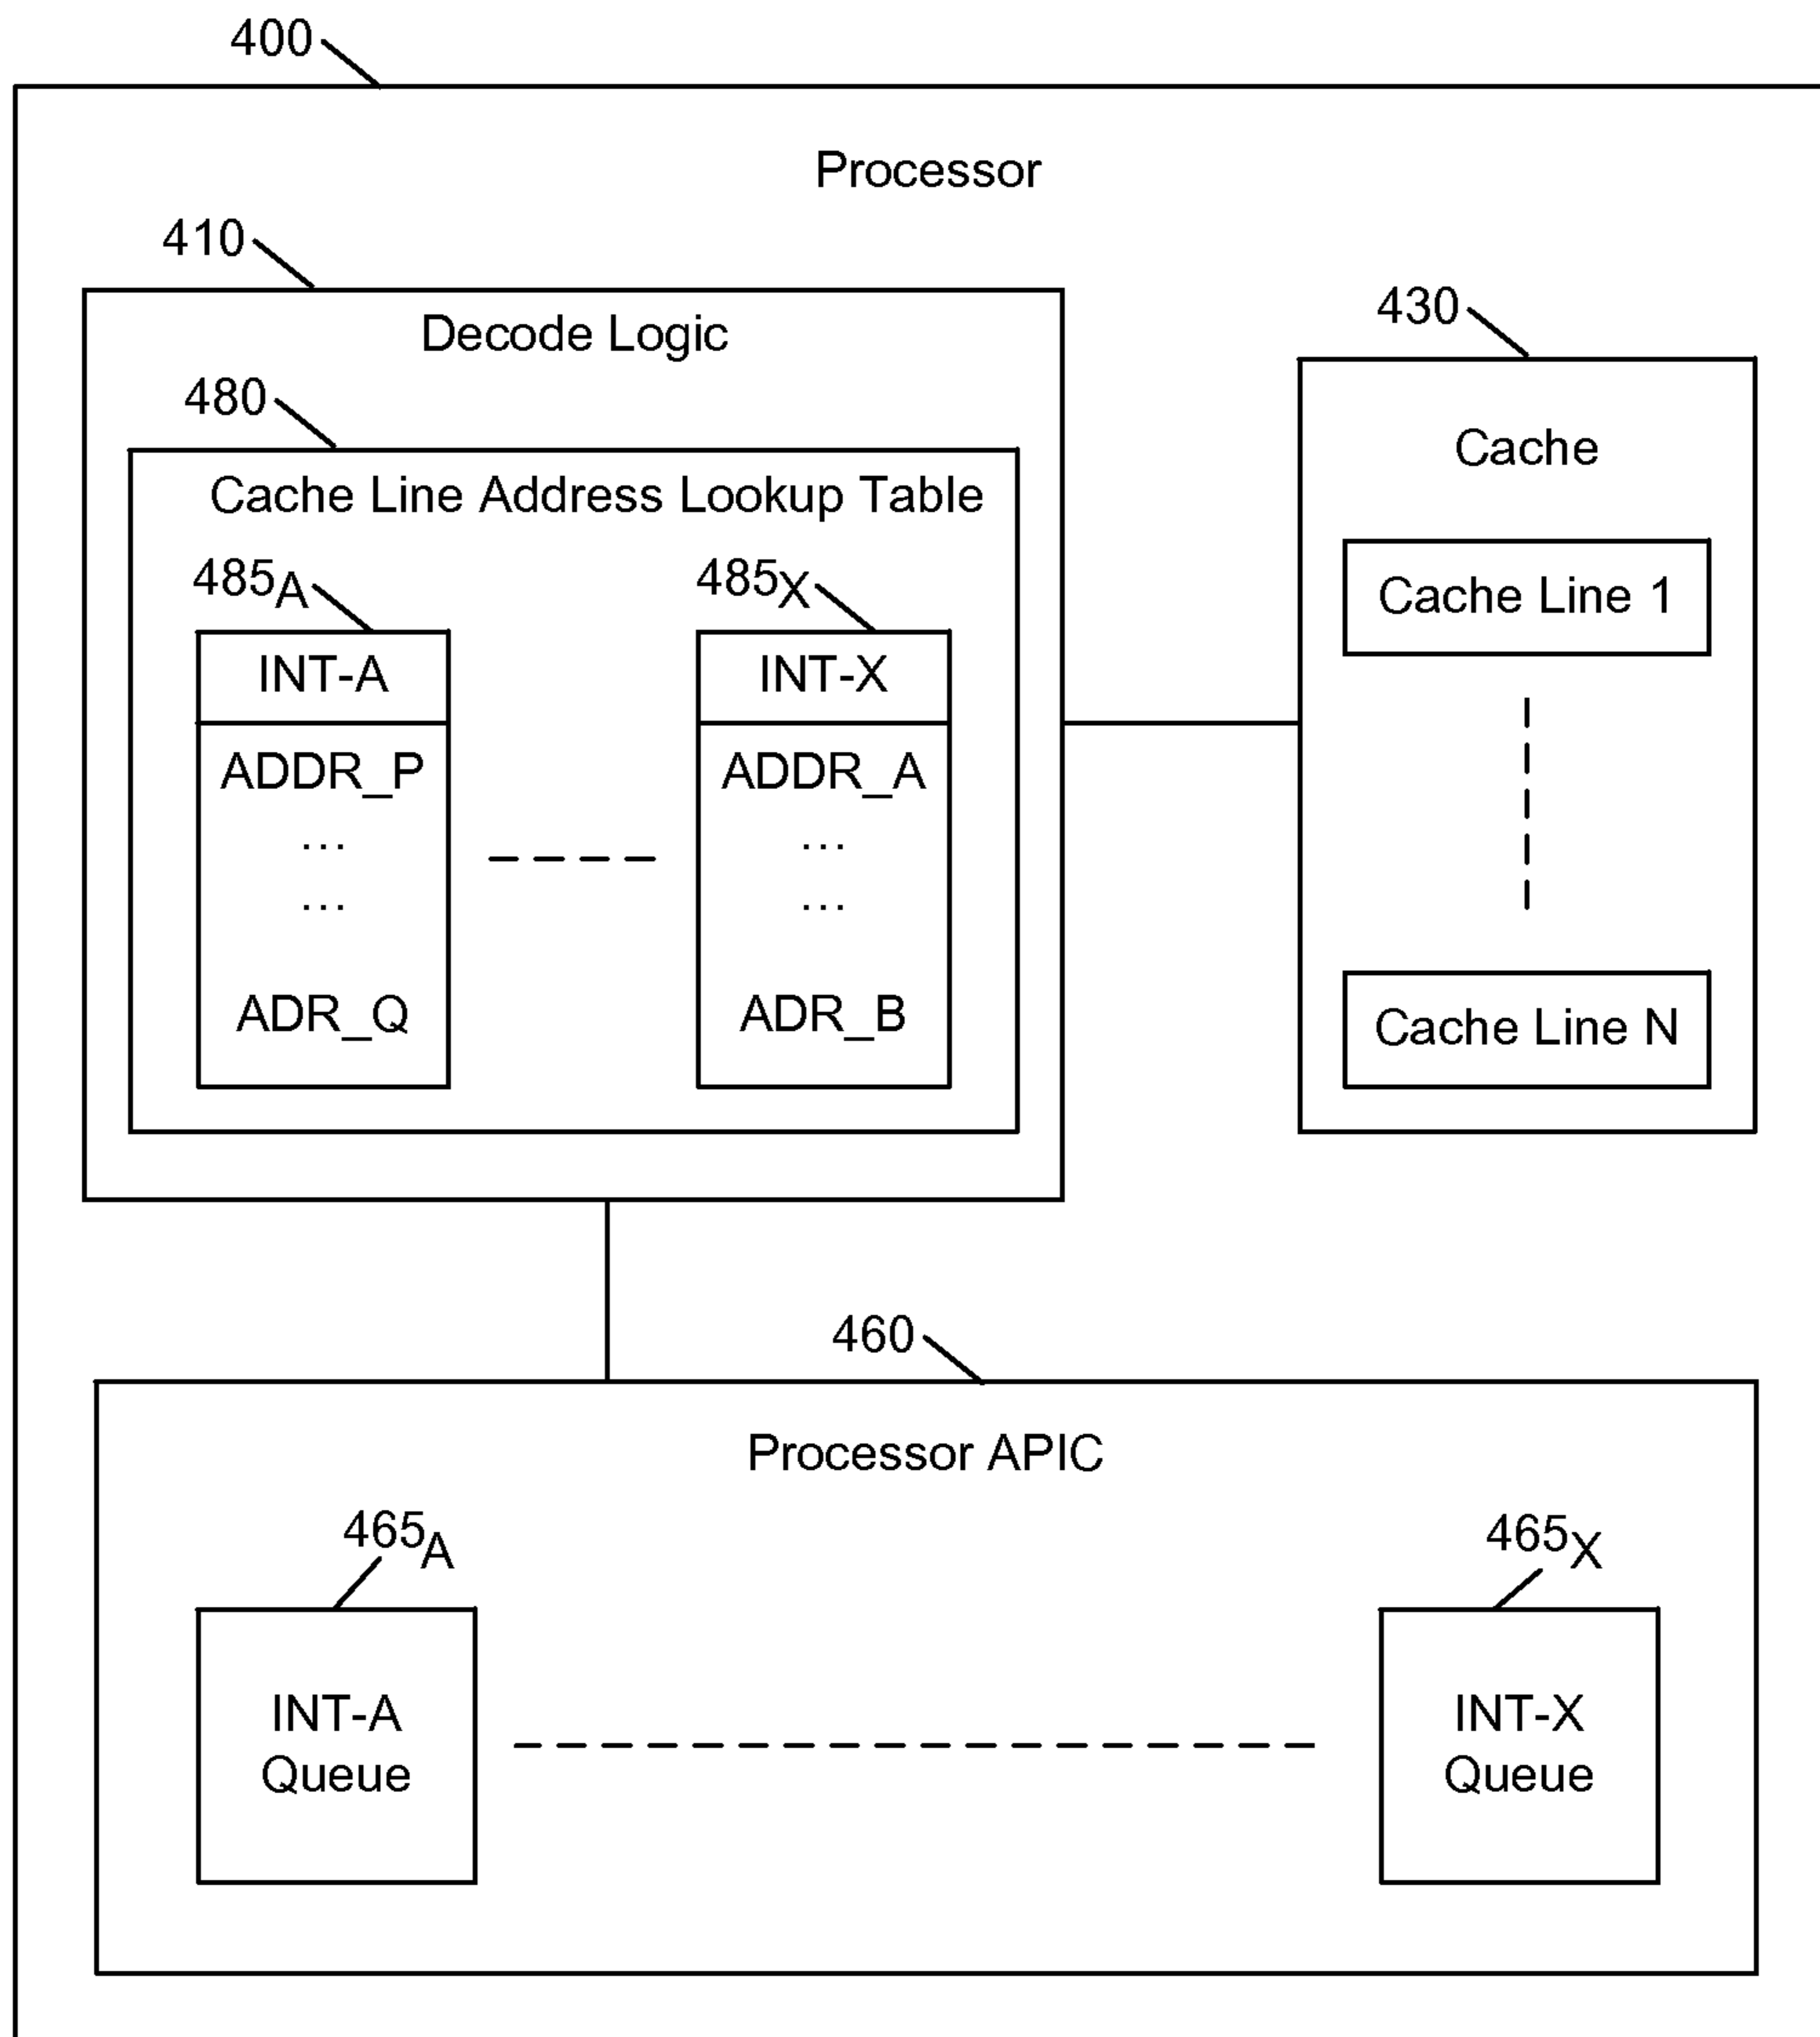 400
Processor
410
Decode Logic
430
480
Cache
Cache Line Address Lookup Table
485A
485X
Cache Line 1
INT-A
INT-X
ADDR_P
ADDR_A
...
...
...
...
ADR_Q
ADR_B
Cache Line N
460
Processor APIC
465A
465X
INT-A
Queue
INT-X
Queue